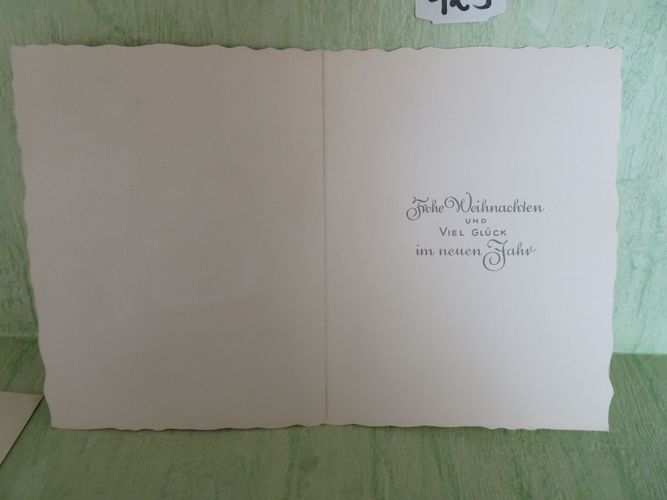 Frohe Weihnachten
UND
VIEL GLÜCK
im neuen Jahr